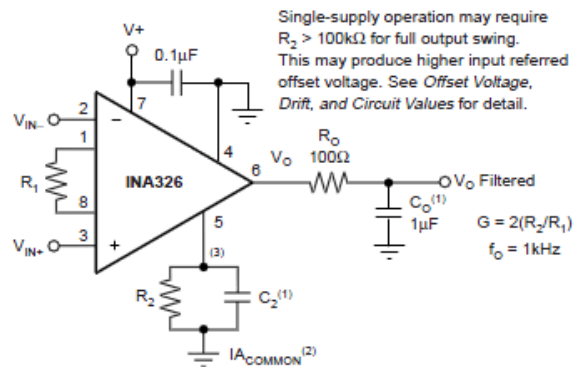 Single-supply operation may require
R2 > 100kΩ for full output swing.
This may produce higher input referred
offset voltage. See Offset Voltage,
Drift, and Circuit Values for detail.
V+
0.1μF
7
2
VIN–
–
1
4
R1
INA326
6
VO
RO
100Ω
VO Filtered
8
5
CO(1)
1μF
G = 2(R2/R1)
fO = 1kHz
VIN+
3
+
(3)
R2
C2(1)
IACOMMON(2)